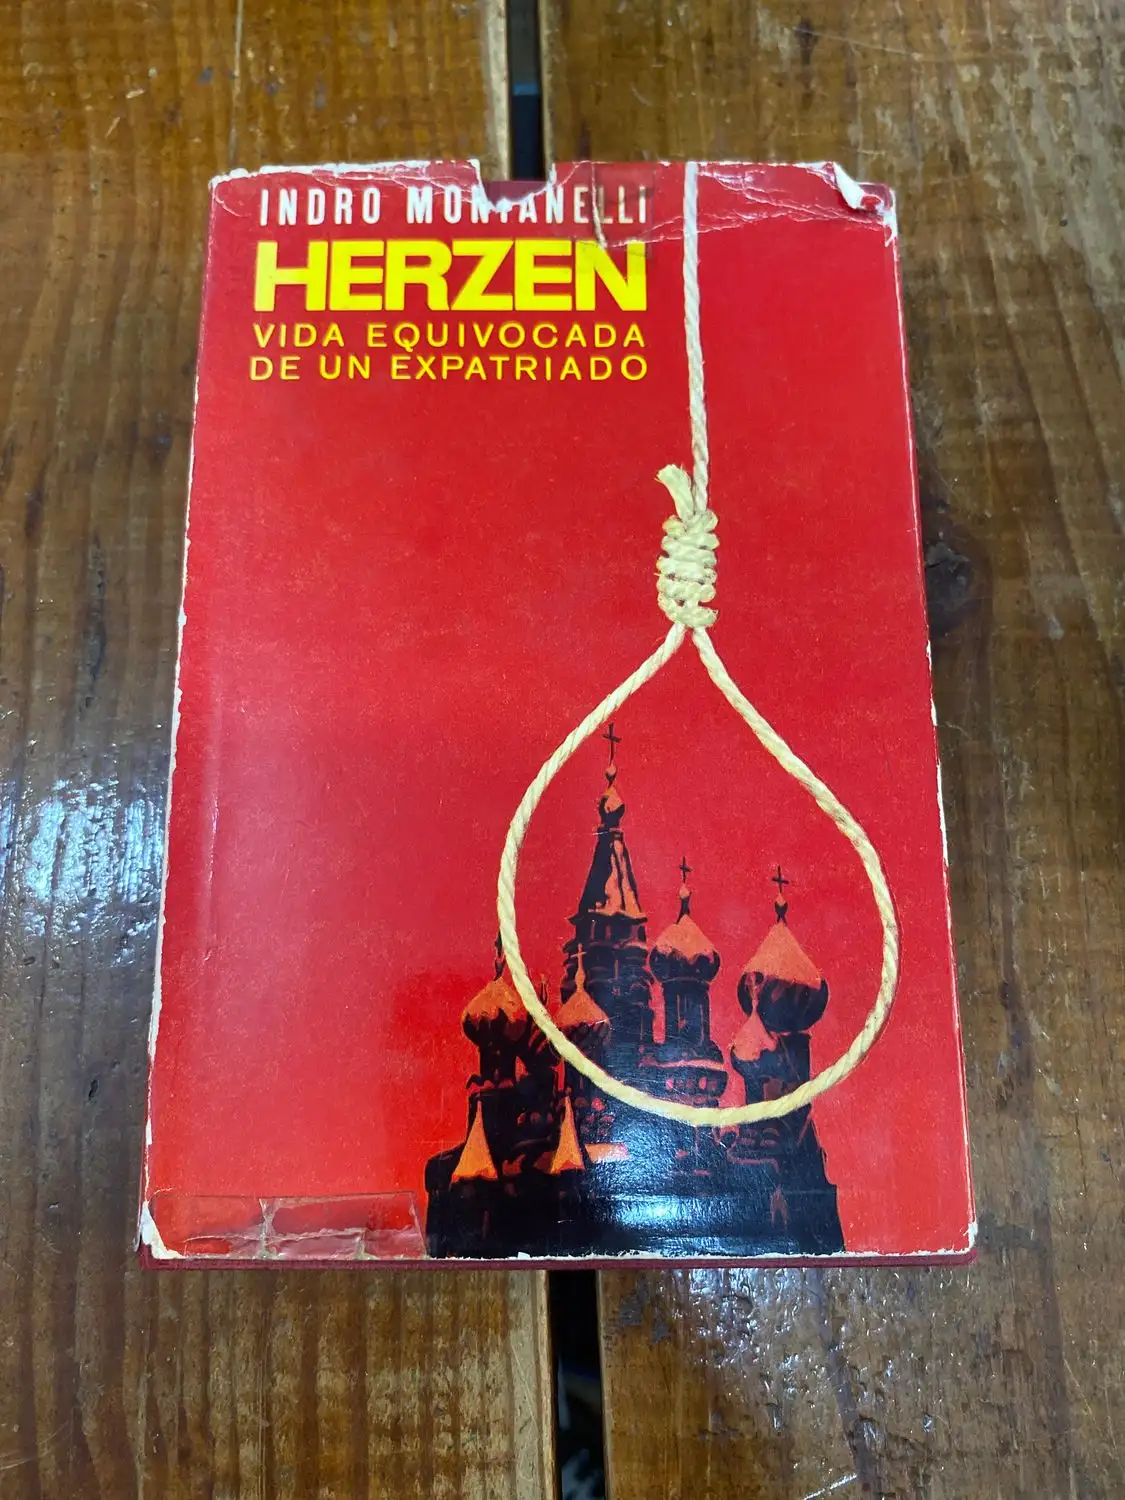 INDRO MONTANELLI
HERZEN
VIDA EQUIVOCADA
DE UN EXPATRIADO